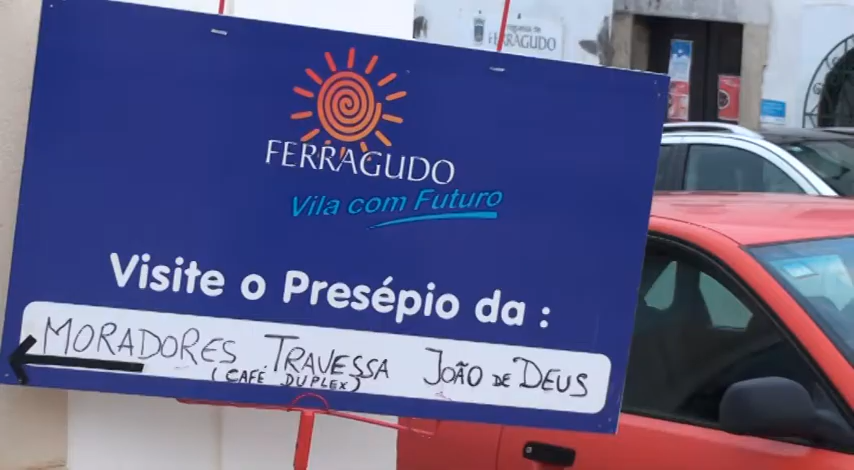 FERRAGUDO
FERRAGUDO
Vila com Futuro
Visite o Presépio da :
MORADORES TRAVESSA JOÃO DE DEUS
(CAFÉ DUPLEX)